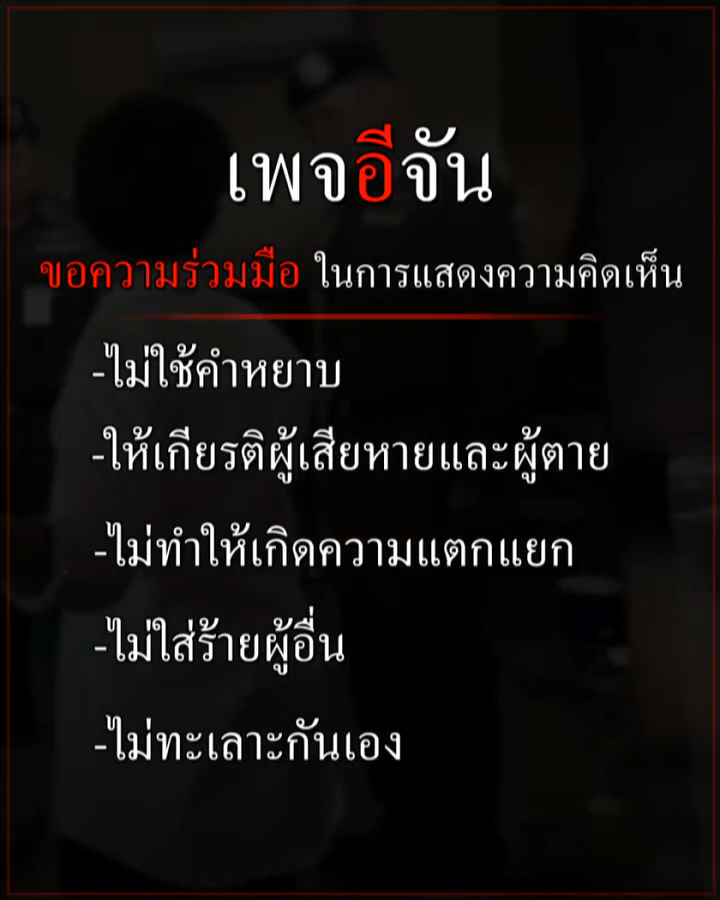 เพจอีจัน
ขอความร่วมมือ ในการแสดงความคิดเห็น
-ไม่ใช้คำหยาบ
-ให้เกียรติผู้เสียหายและผู้ตาย
-ไม่ทำให้เกิดความแตกแยก
-ไม่ใส่ร้ายผู้อื่น
-ไม่ทะเลาะกันเอง